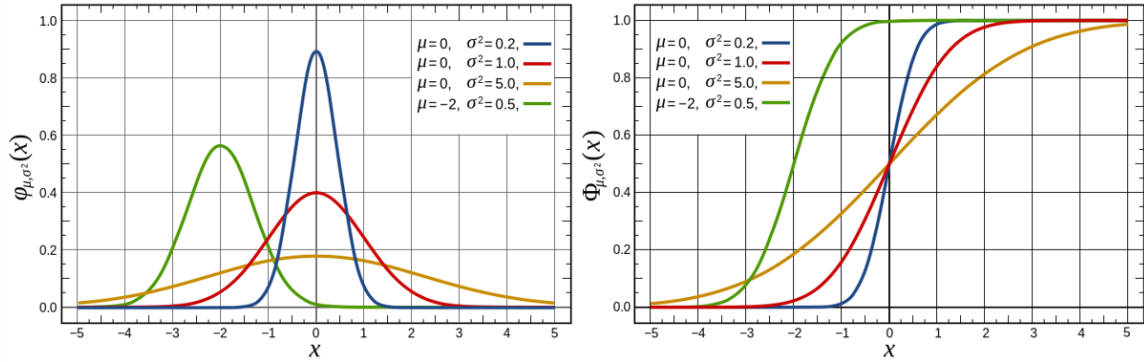 φμ,σ²(x)
1.0
0.8
0.6
0.4
0.2
0.0
μ=0, σ²=0.2,
μ=0, σ²=1.0,
μ=0, σ²=5.0,
μ=−2, σ²=0.5,
−5 −4 −3 −2 −1 0 1 2 3 4 5
x
Φμ,σ²(x)
1.0
0.8
0.6
0.4
0.2
0.0
μ=0, σ²=0.2,
μ=0, σ²=1.0,
μ=0, σ²=5.0,
μ=−2, σ²=0.5,
−5 −4 −3 −2 −1 0 1 2 3 4 5
x